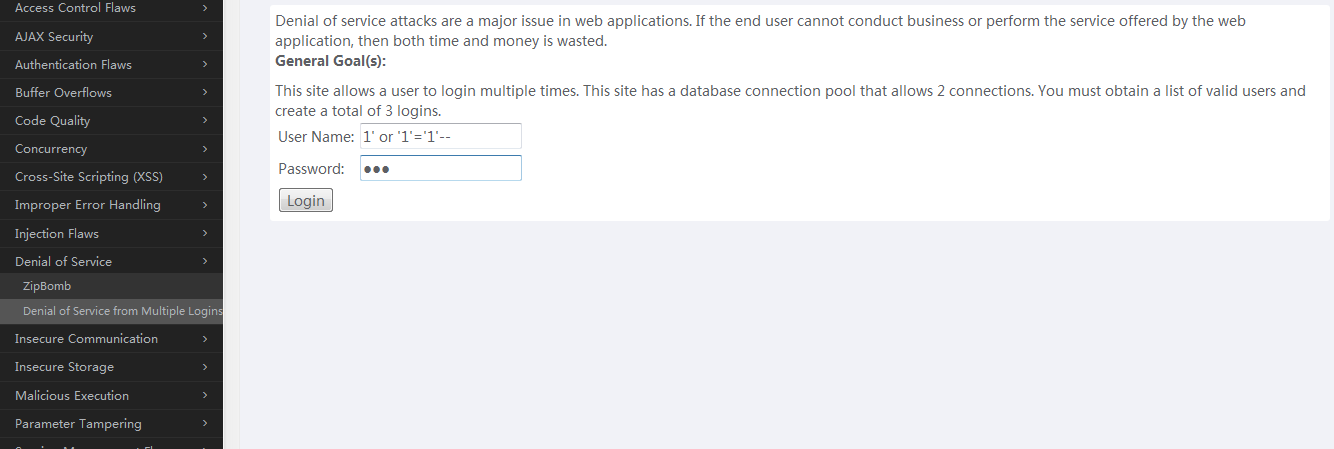 Access Control Flaws
AJAX Security
Authentication Flaws
Buffer Overflows
Code Quality
Concurrency
Cross-Site Scripting (XSS)
Improper Error Handling
Injection Flaws
Denial of Service
ZipBomb
Denial of Service from Multiple Logins
Insecure Communication
Insecure Storage
Malicious Execution
Parameter Tampering
Denial of service attacks are a major issue in web applications. If the end user cannot conduct business or perform the service offered by the web
application, then both time and money is wasted.
General Goal(s):
This site allows a user to login multiple times. This site has a database connection pool that allows 2 connections. You must obtain a list of valid users and
create a total of 3 logins.
User Name: 1' or '1'='1'--
Password: ●●●
Login